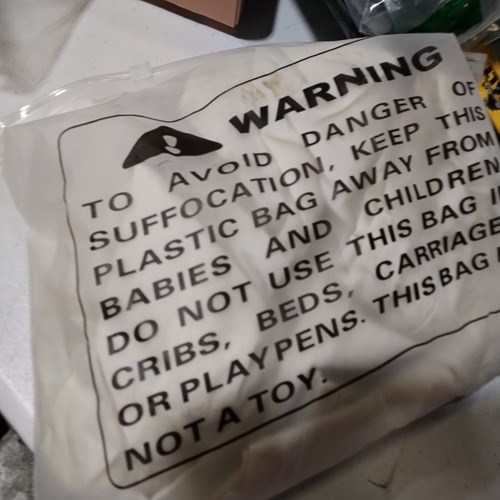 WARNING
TO AVOID DANGER OF
SUFFOCATION, KEEP THIS
PLASTIC BAG AWAY FROM
BABIES AND CHILDREN
DO NOT USE THIS BAG
CRIBS, BEDS, CARRIAGE
OR PLAYPENS. THIS BAG
NOT A TOY.